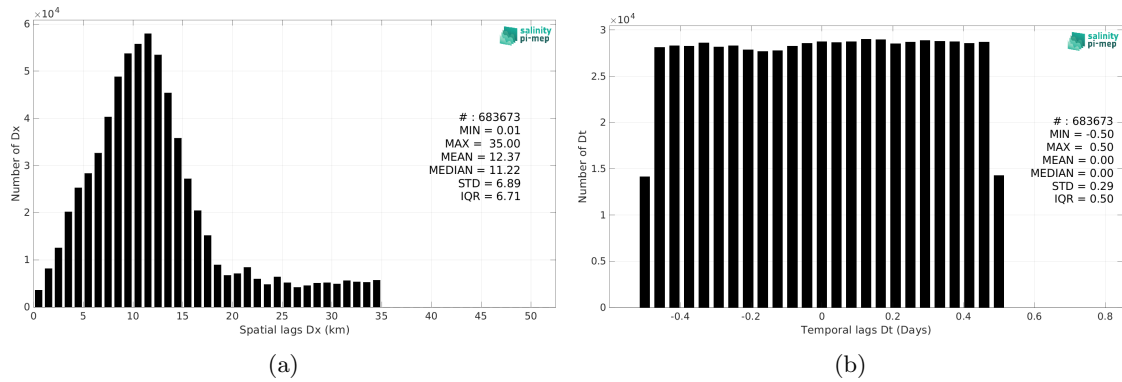 ×10⁴
6
5
4
3
2
1
0
Number of Dx
salinity
pi-mep
# : 683673
MIN = 0.01
MAX = 35.00
MEAN = 12.37
MEDIAN = 11.22
STD = 6.89
IQR = 6.71
0 5 10 15 20 25 30 35 40 45 50
Spatial lags Dx (km)
(a)
×10⁴
3
2.5
2
1.5
1
0.5
0
Number of Dt
salinity
pi-mep
# : 683673
MIN = -0.50
MAX = 0.50
MEAN = 0.00
MEDIAN = 0.00
STD = 0.29
IQR = 0.50
-0.4 -0.2 0 0.2 0.4 0.6 0.8
Temporal lags Dt (Days)
(b)